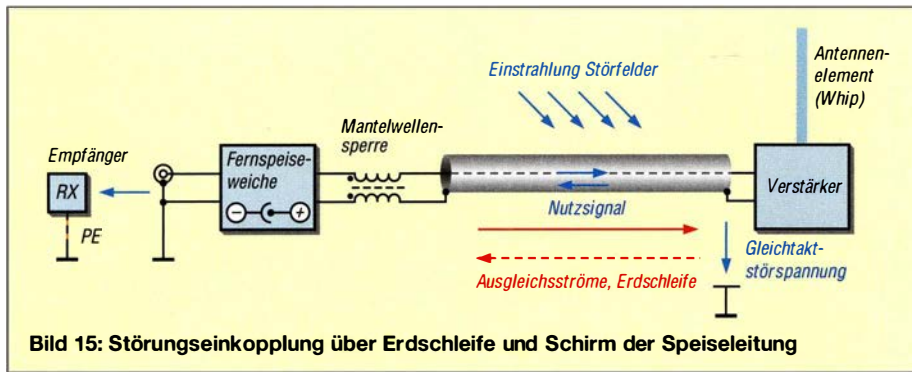 Antennen-
element
(Whip)
Einstrahlung Störfelder
Mantelwellen-
sperre
Empfänger
RX
PE
Fernspeise-
weiche
− +
Nutzsignal
Verstärker
Gleichtakt-
störspannung
Ausgleichsströme, Erdschleife
Bild 15: Störungseinkopplung über Erdschleife und Schirm der Speiseleitung